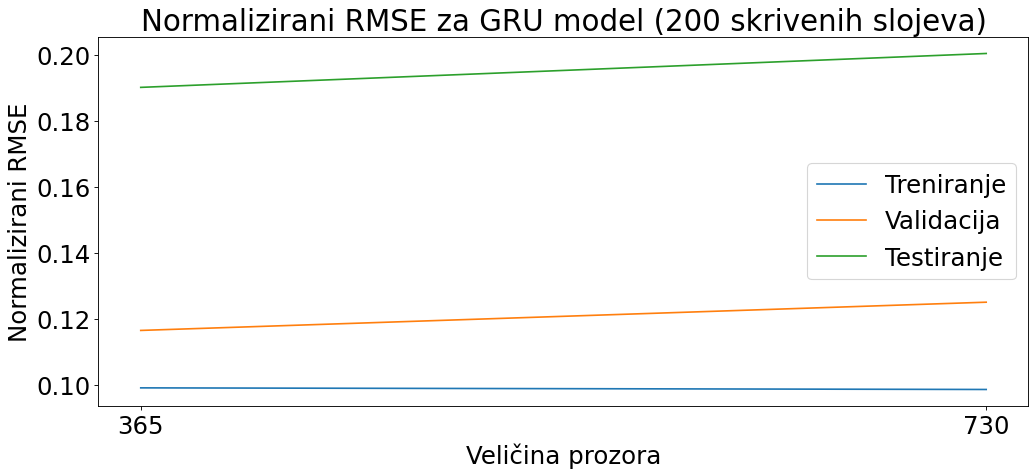 Normalizirani RMSE za GRU model (200 skrivenih slojeva)
Normalizirani RMSE
0.20
0.18
0.16
0.14
0.12
0.10
Treniranje
Validacija
Testiranje
365
730
Veličina prozora